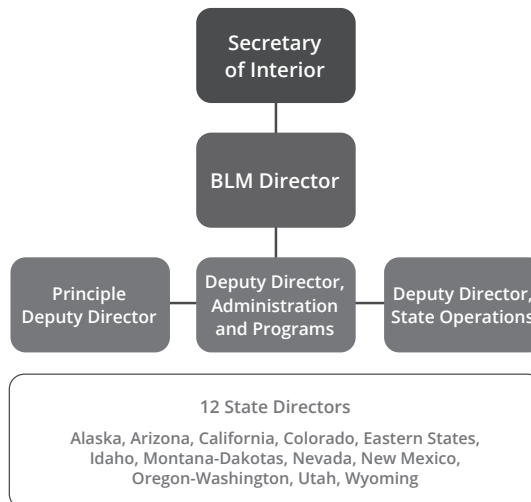 Secretary
of Interior
BLM Director
Principle
Deputy Director
Deputy Director,
Administration
and Programs
Deputy Director,
State Operations
12 State Directors
Alaska, Arizona, California, Colorado, Eastern States,
Idaho, Montana-Dakotas, Nevada, New Mexico,
Oregon-Washington, Utah, Wyoming